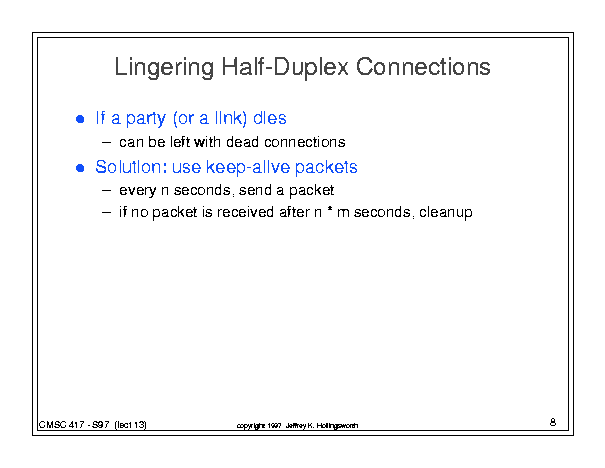 Lingering Half-Duplex Connections
● If a party (or a link) dies
– can be left with dead connections
● Solution: use keep-alive packets
– every n seconds, send a packet
– if no packet is received after n * m seconds, cleanup
CMSC 417 - S97 (lect 13)
copyright 1997 Jeffrey K. Hollingsworth
8